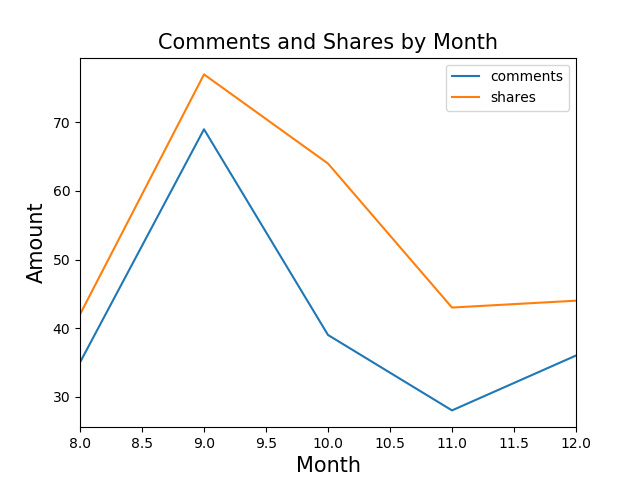 Comments and Shares by Month
comments
shares
Amount
70
60
50
40
30
8.0 8.5 9.0 9.5 10.0 10.5 11.0 11.5 12.0
Month